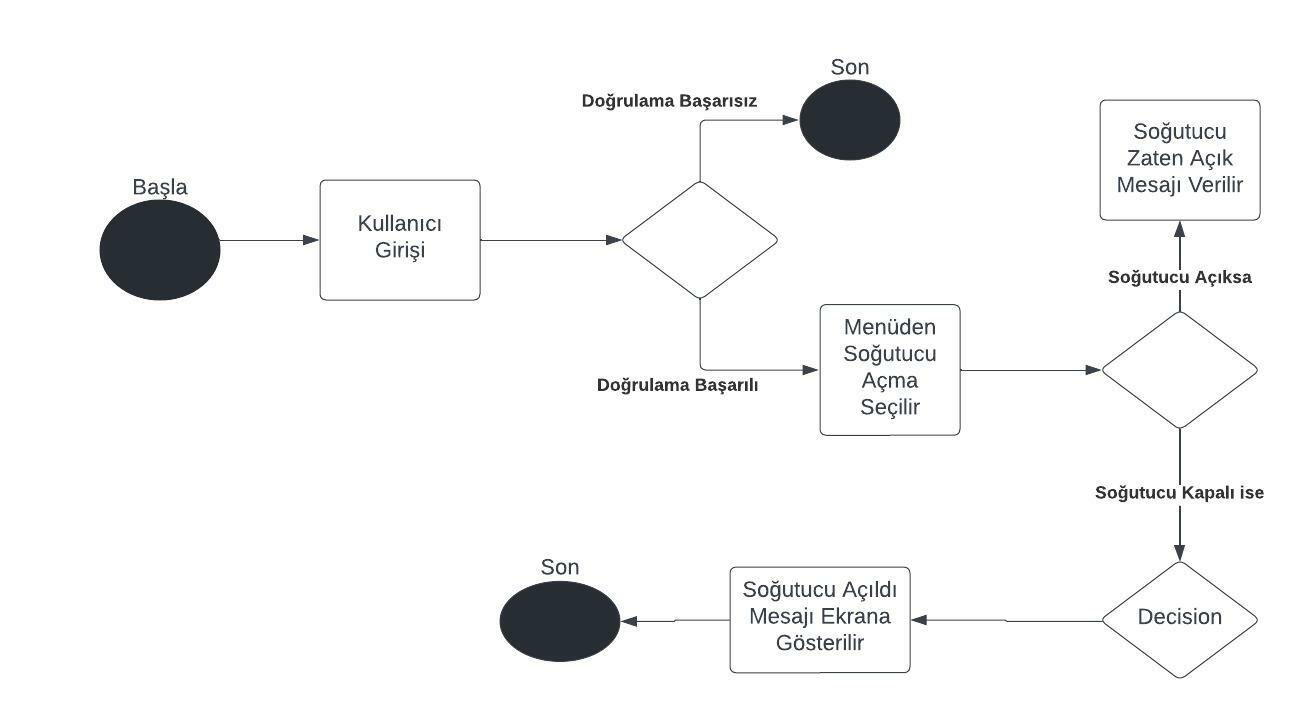 Başla
Kullanıcı
Girişi
Doğrulama Başarısız
Son
Doğrulama Başarılı
Menüden
Soğutucu
Açma
Seçilir
Soğutucu
Zaten Açık
Mesajı Verilir
Soğutucu Açıksa
Soğutucu Kapalı ise
Decision
Soğutucu Açıldı
Mesajı Ekrana
Gösterilir
Son